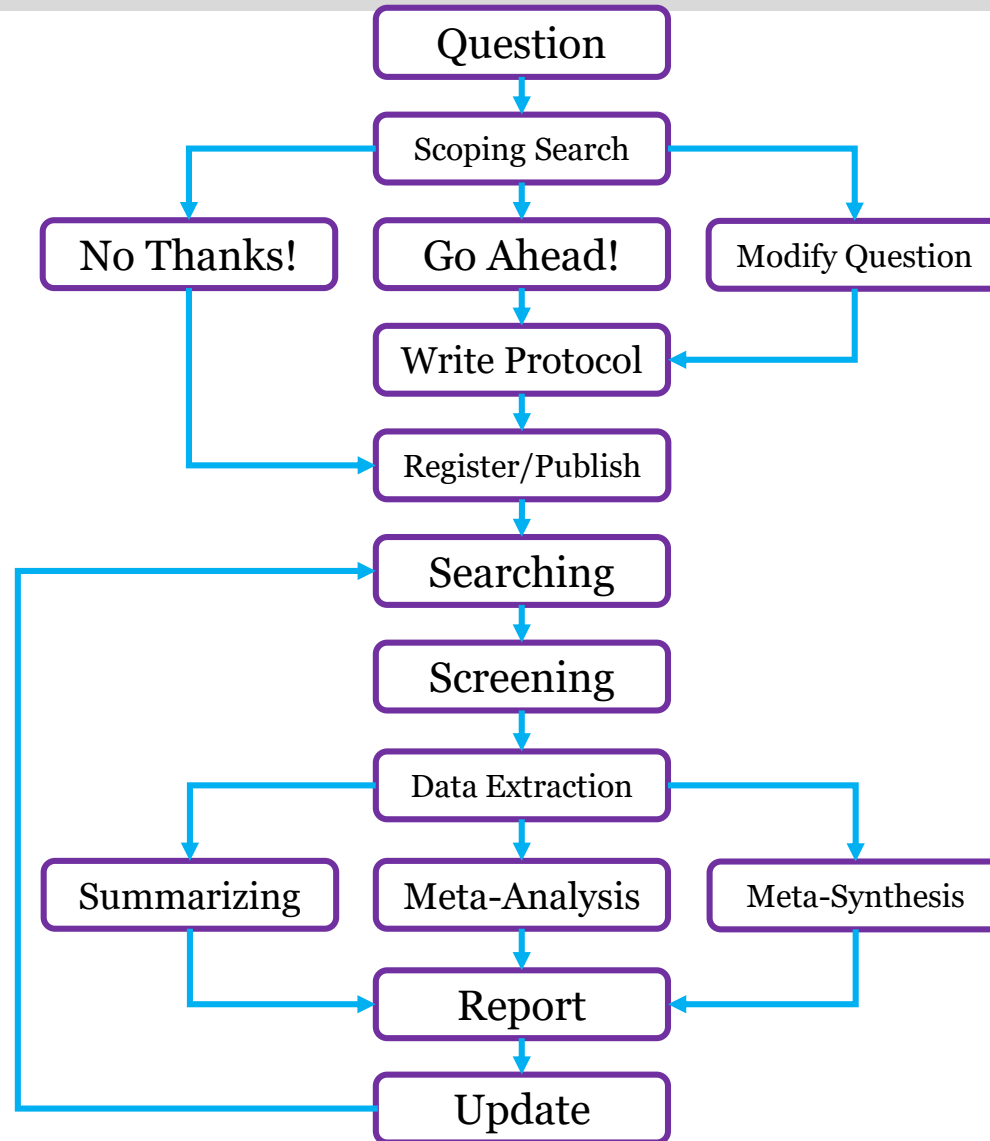 Question
Scoping Search
No Thanks!
Go Ahead!
Modify Question
Write Protocol
Register/Publish
Searching
Screening
Data Extraction
Summarizing
Meta-Analysis
Meta-Synthesis
Report
Update